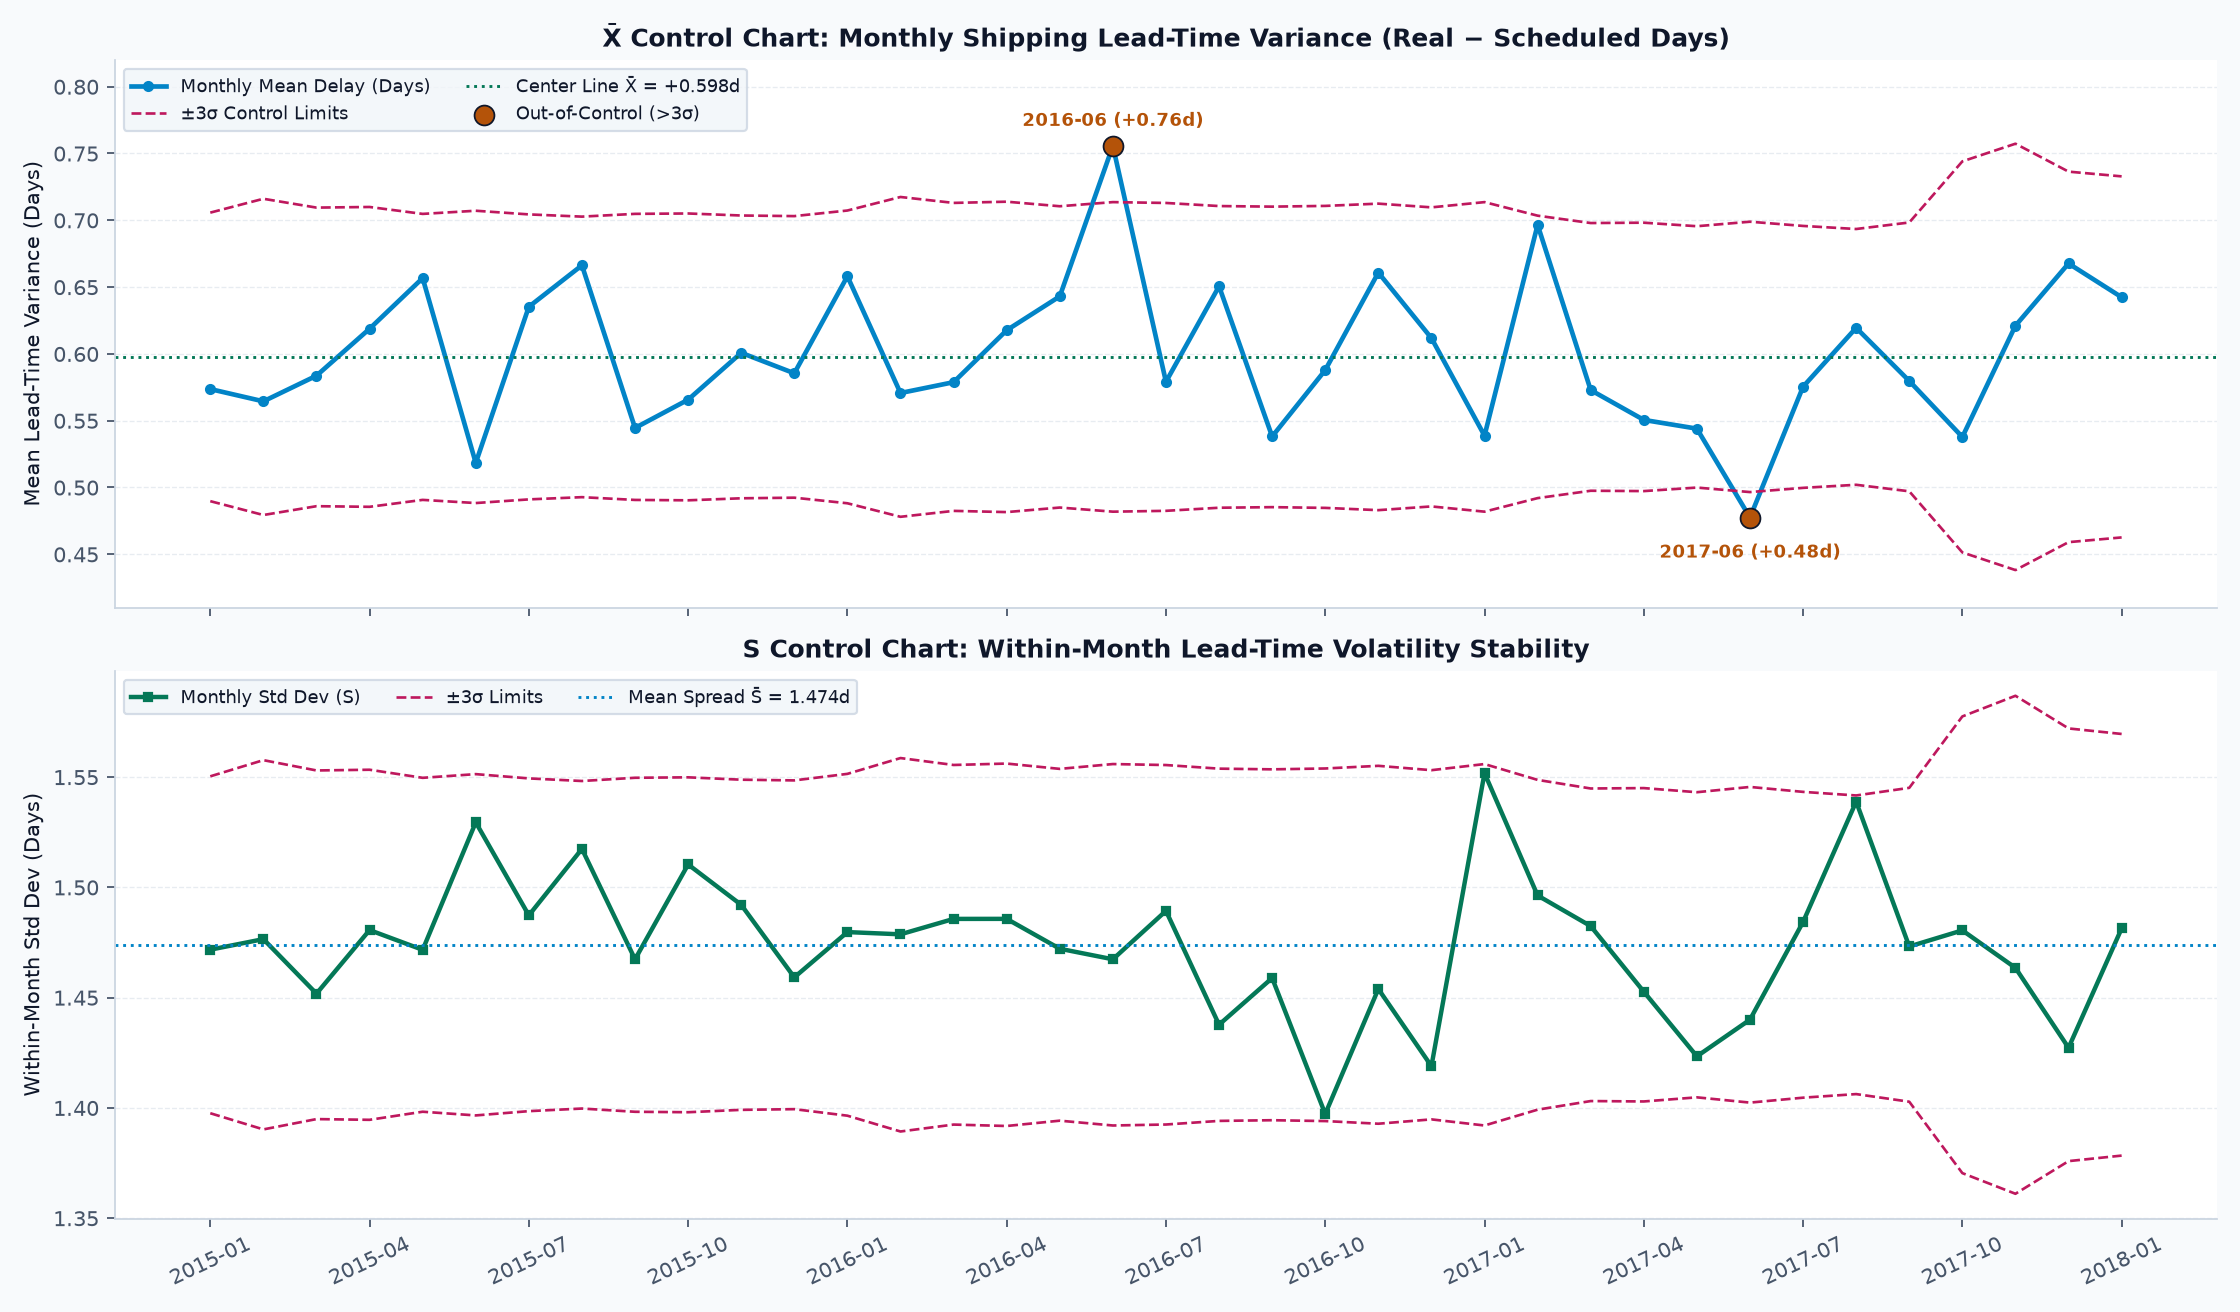 X̄ Control Chart: Monthly Shipping Lead-Time Variance (Real − Scheduled Days)
Monthly Mean Delay (Days)
±3σ Control Limits
Center Line X̄ = +0.598d
Out-of-Control (>3σ)
2016-06 (+0.76d)
2017-06 (+0.48d)
Mean Lead-Time Variance (Days)
0.80
0.75
0.70
0.65
0.60
0.55
0.50
0.45
S Control Chart: Within-Month Lead-Time Volatility Stability
Monthly Std Dev (S)
±3σ Limits
Mean Spread S̄ = 1.474d
Within-Month Std Dev (Days)
1.55
1.50
1.45
1.40
1.35
2015-01
2015-04
2015-07
2015-10
2016-01
2016-04
2016-07
2016-10
2017-01
2017-04
2017-07
2017-10
2018-01